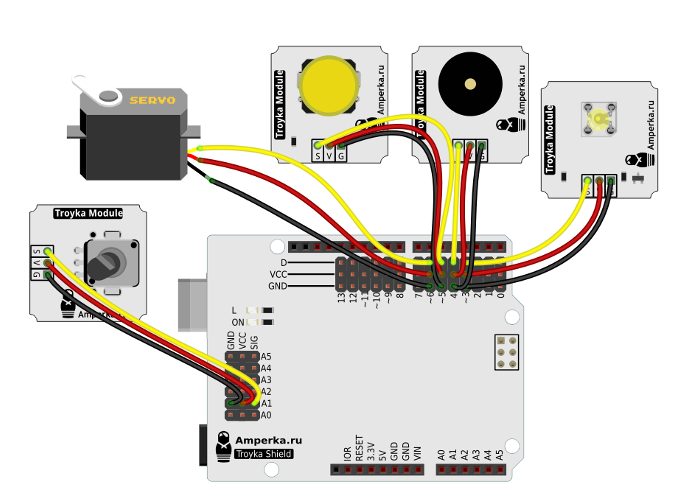 SERVO
Troyka Module
Amperka.ru
S V G
Troyka Module
Amperka.ru
G
Troyka Module
Amperka.ru
Troyka Module
S
V
G
D
VCC
GND
13
12
~11
~10
~9
8
7
~6
~5
4
~3
2
1
0
L
ON
GND
VCC
SIG
A5
A4
A3
A2
A1
A0
Amperka.ru
Troyka Shield
IOR
RESET
3.3V
5V
GND
GND
VIN
A0
A1
A2
A3
A4
A5